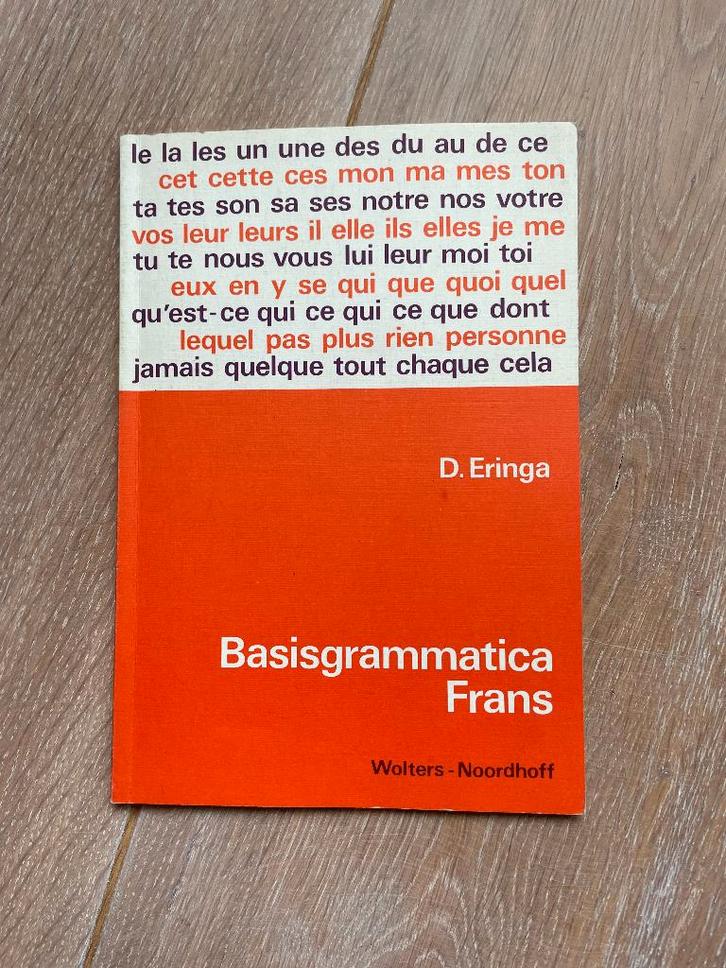 le la les un une des du au de ce
cet cette ces mon ma mes ton
ta tes son sa ses notre nos votre
vos leur leurs il elle ils elles je me
tu te nous vous lui leur moi toi
eux en y se qui que quoi quel
qu'est-ce qui ce qui ce que dont
lequel pas plus rien personne
jamais quelque tout chaque cela
D. Eringa
Basisgrammatica
Frans
Wolters-Noordhoff